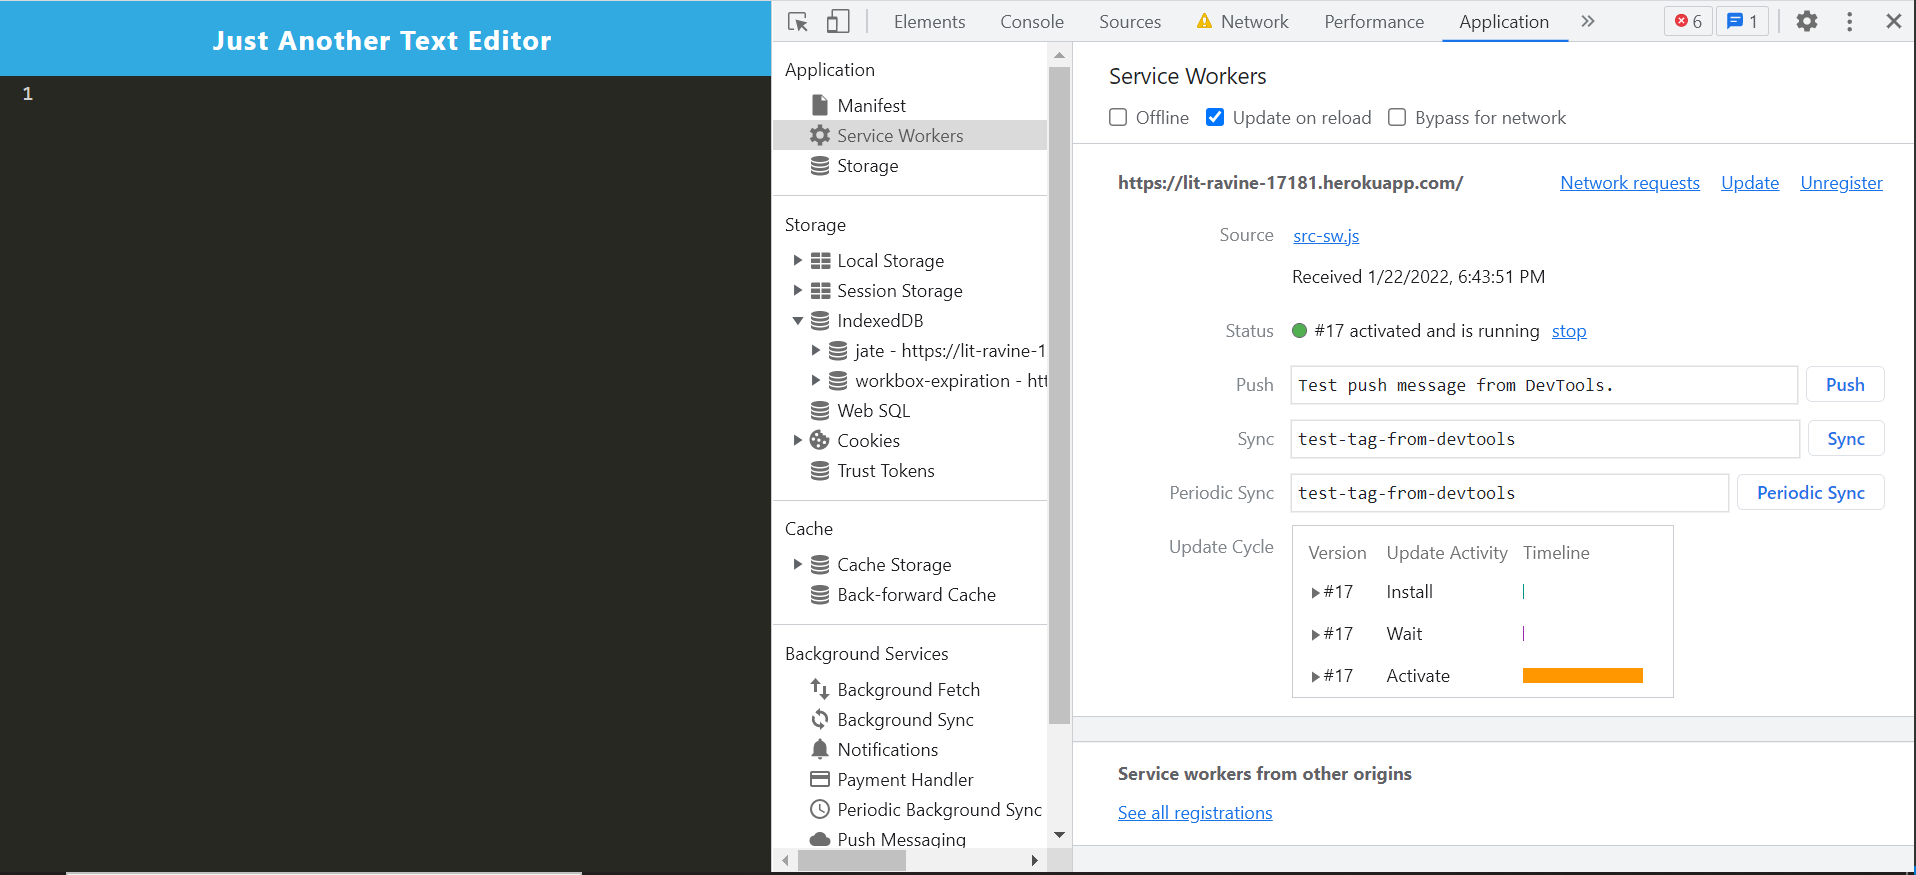 Just Another Text Editor
1
Elements Console Sources Network Performance Application 6 1
Application
Manifest
Service Workers
Storage
Storage
Local Storage
Session Storage
IndexedDB
jate - https://lit-ravine-1
workbox-expiration - htt
Web SQL
Cookies
Trust Tokens
Cache
Cache Storage
Back-forward Cache
Background Services
Background Fetch
Background Sync
Notifications
Payment Handler
Periodic Background Sync
Push Messaging
Service Workers
Offline Update on reload Bypass for network
https://lit-ravine-17181.herokuapp.com/ Network requests Update Unregister
Source src-sw.js
Received 1/22/2022, 6:43:51 PM
Status #17 activated and is running stop
Push Test push message from DevTools. Push
Sync test-tag-from-devtools Sync
Periodic Sync test-tag-from-devtools Periodic Sync
Update Cycle Version Update Activity Timeline
#17 Install
#17 Wait
#17 Activate
Service workers from other origins
See all registrations